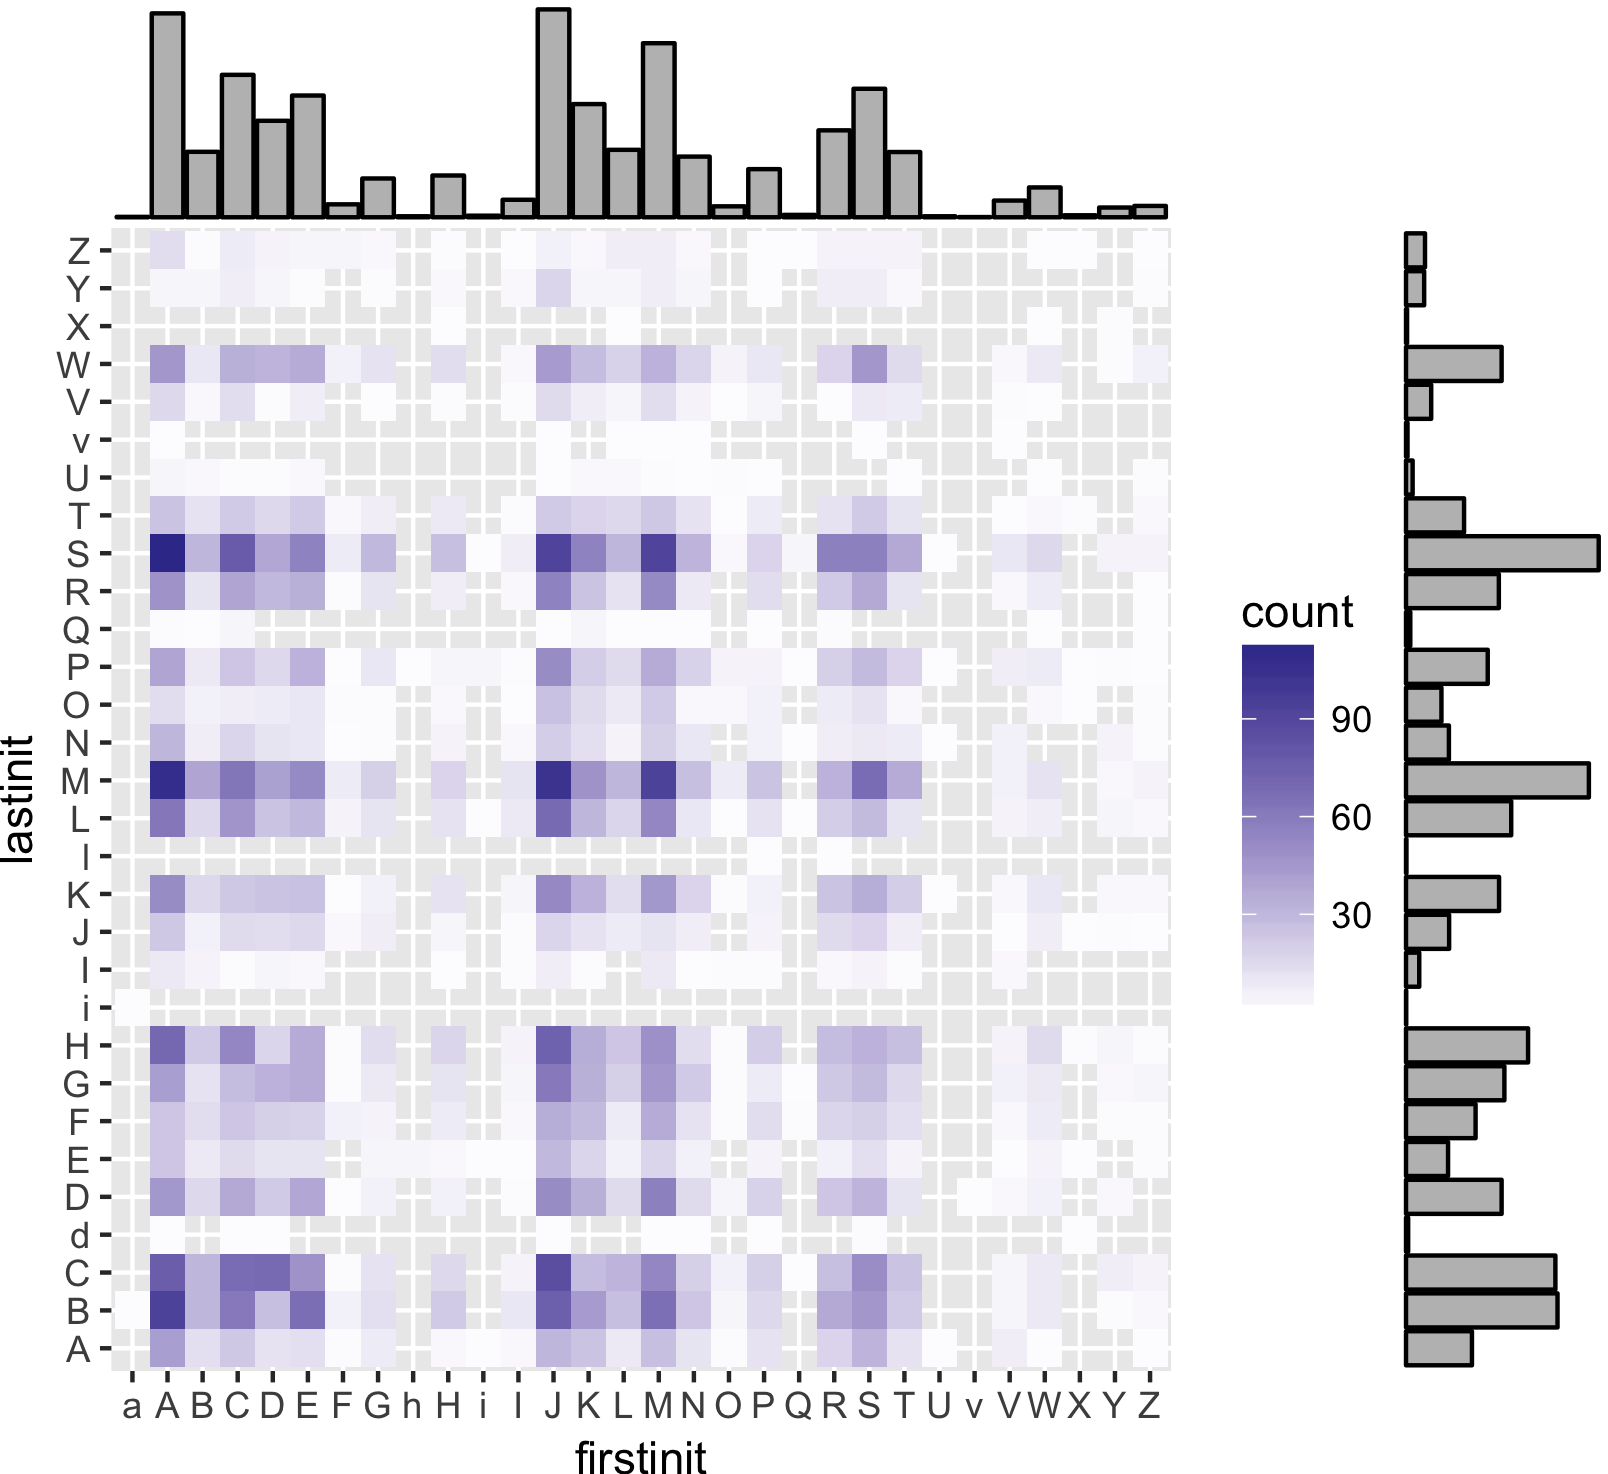 Z
Y
X
W
V
v
U
T
S
R
Q
P
O
N
M
L
l
K
J
I
i
H
G
F
E
D
d
C
B
A
lastinit
a A B C D E F G h H i I J K L M N O P Q R S T U v V W X Y Z
firstinit
count
90
60
30